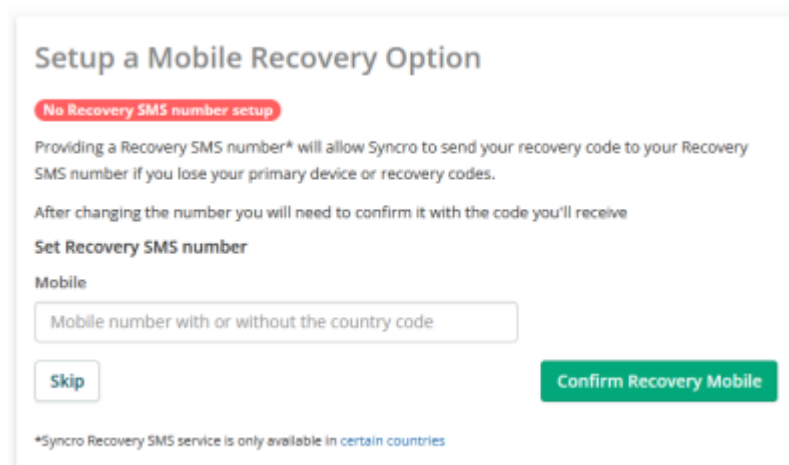 Setup a Mobile Recovery Option
No Recovery SMS number setup
Providing a Recovery SMS number* will allow Syncro to send your recovery code to your Recovery
SMS number if you lose your primary device or recovery codes.
After changing the number you will need to confirm it with the code you'll receive
Set Recovery SMS number
Mobile
Mobile number with or without the country code
Skip
Confirm Recovery Mobile
*Syncro Recovery SMS service is only available in certain countries